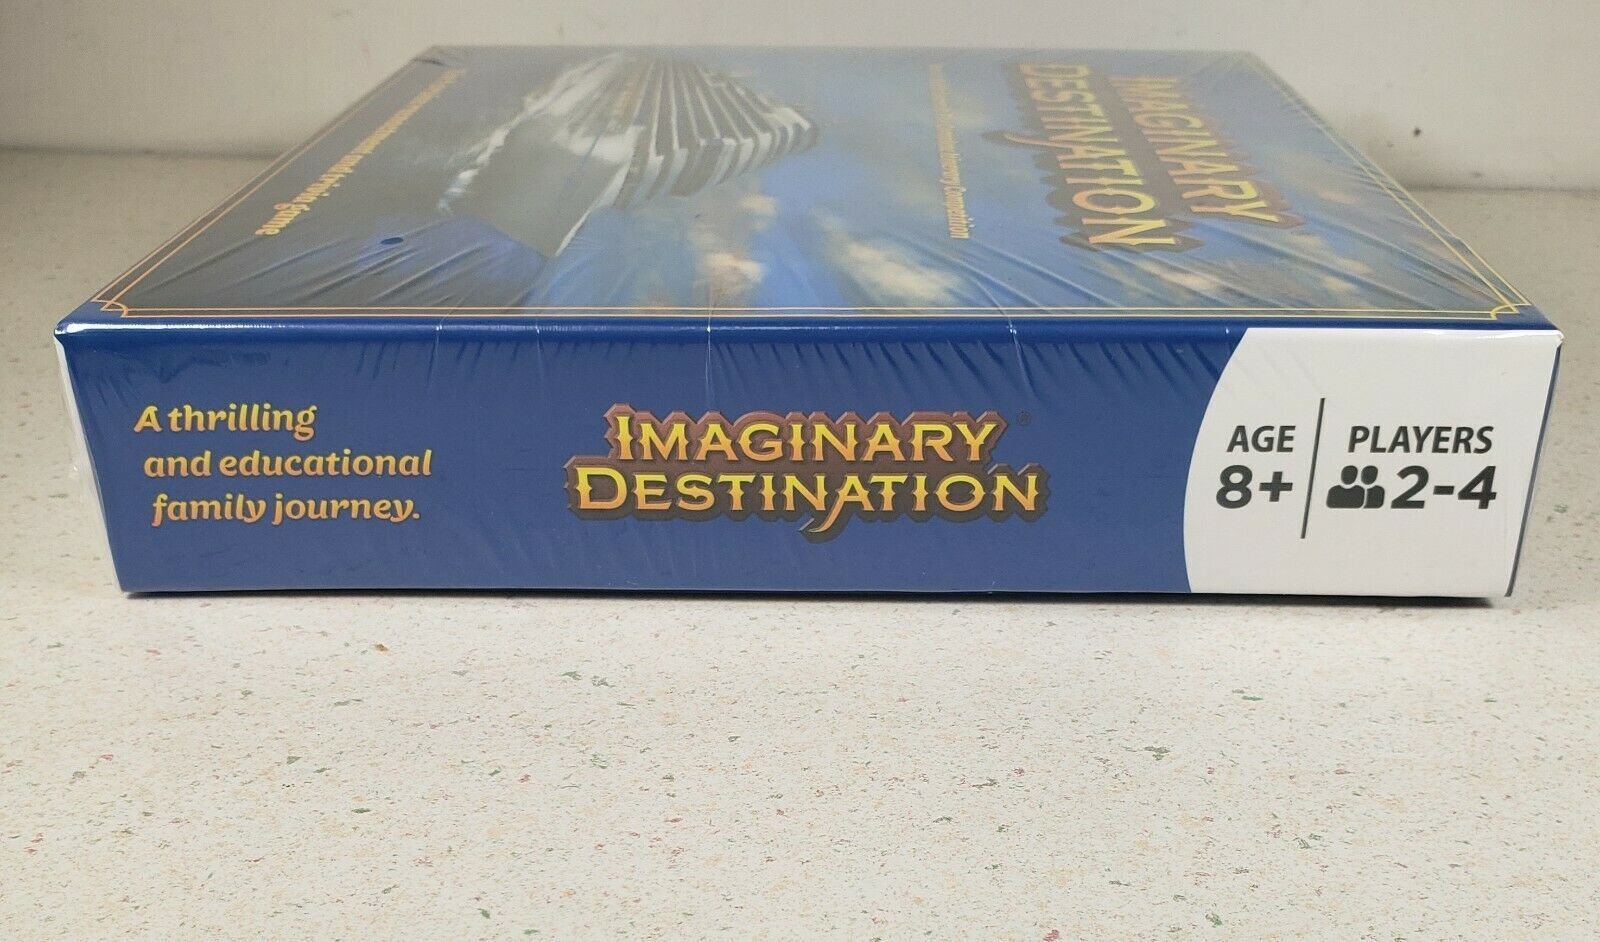 IMAGINARY
DESTINATION
A thrilling
and educational
family journey.
IMAGINARY
DESTINATION®
AGE
8+
PLAYERS
2-4